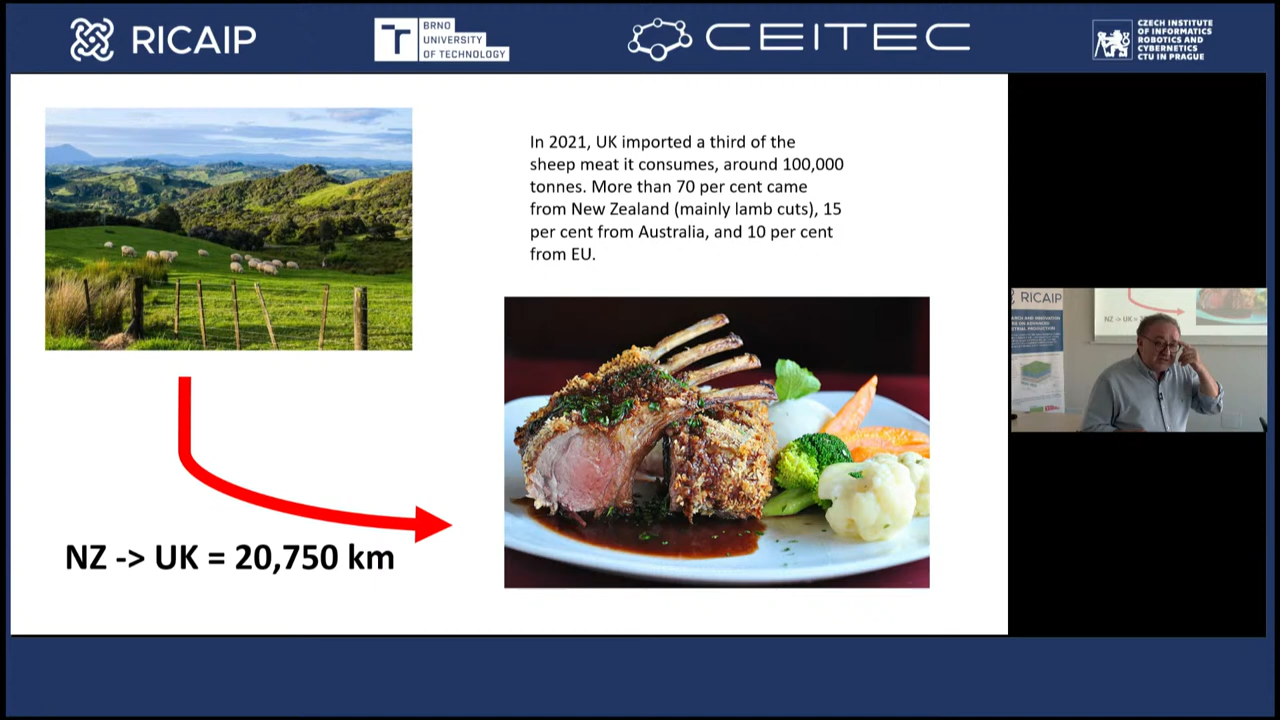 RICAIP
BRNO
UNIVERSITY
OF TECHNOLOGY
CEITEC
CZECH INSTITUTE
OF INFORMATICS
ROBOTICS AND
CYBERNETICS
CTU IN PRAGUE
In 2021, UK imported a third of the
sheep meat it consumes, around 100,000
tonnes. More than 70 per cent came
from New Zealand (mainly lamb cuts), 15
per cent from Australia, and 10 per cent
from EU.
NZ -> UK = 20,750 km
RICAIP
NZ -> UK =